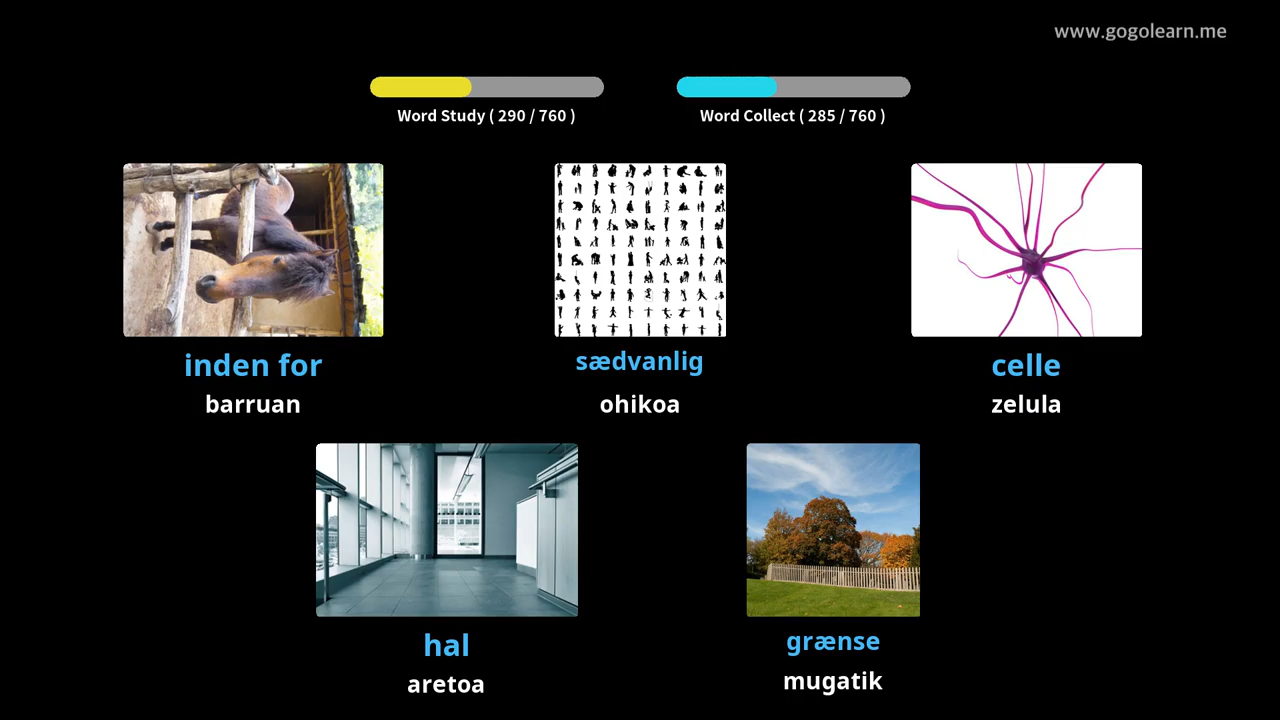 www.gogolearn.me
Word Study ( 290 / 760 )
Word Collect ( 285 / 760 )
inden for
barruan
sædvanlig
ohikoa
celle
zelula
hal
aretoa
grænse
mugatik